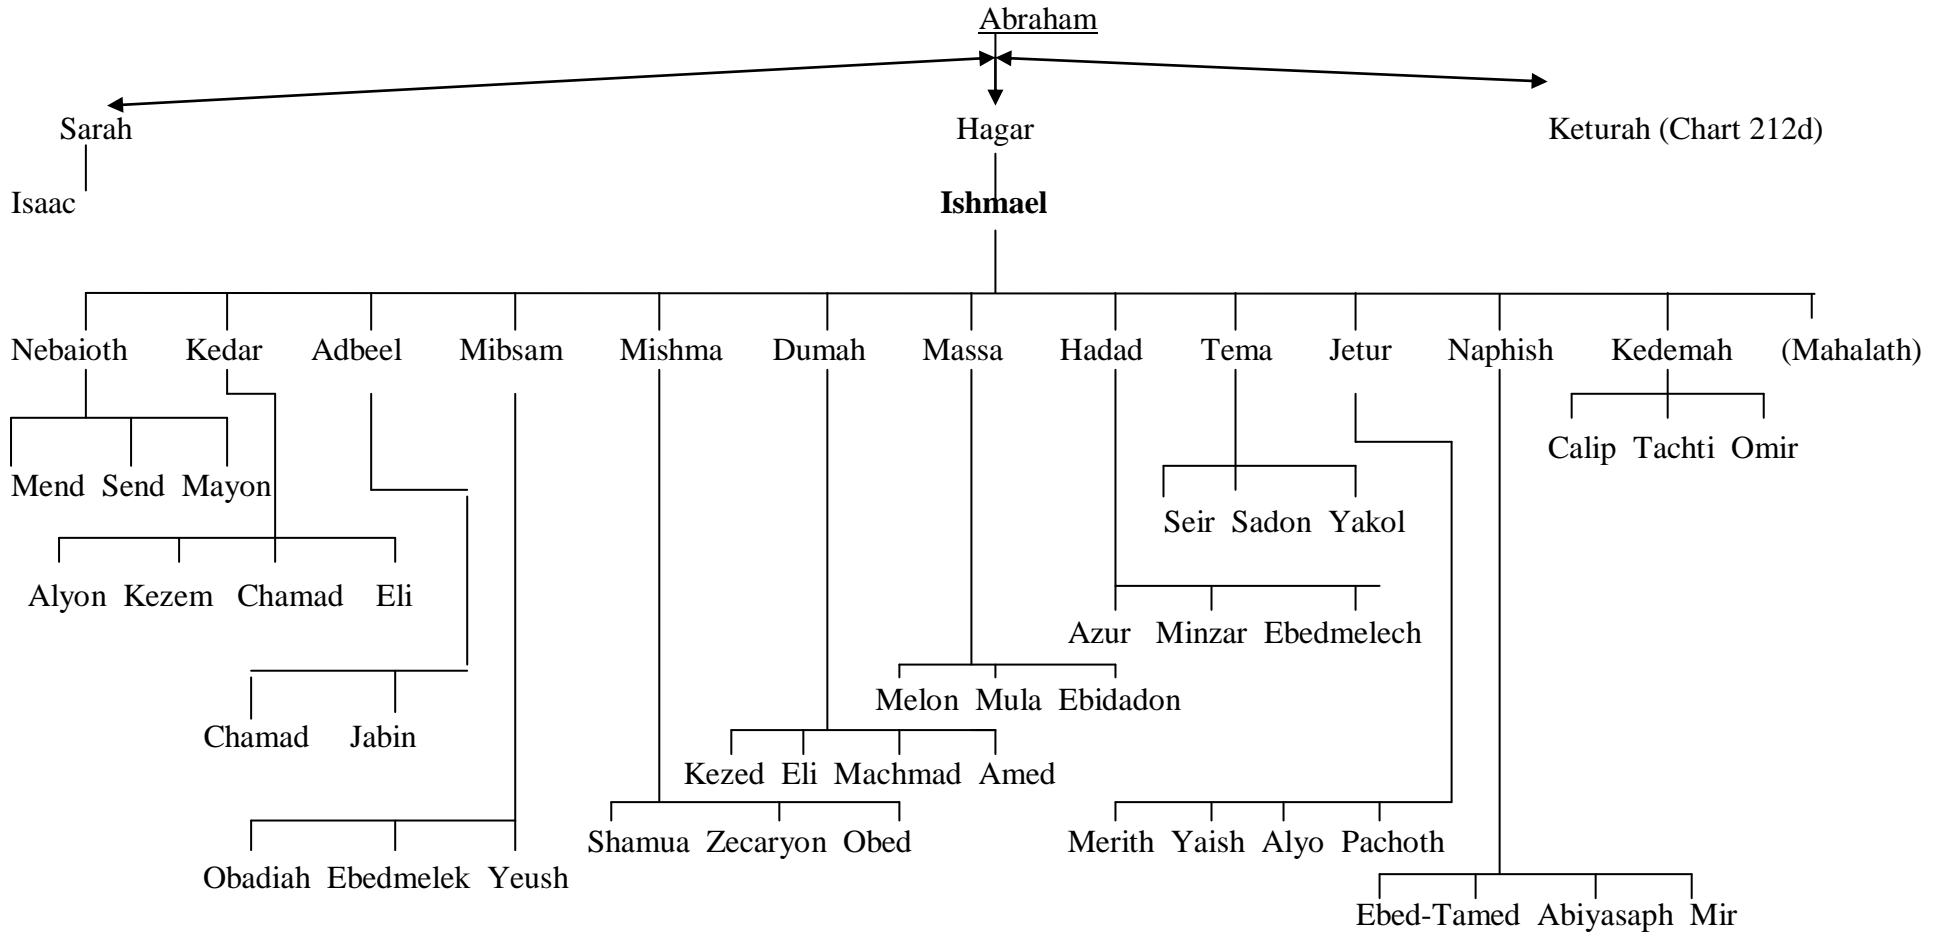 Abraham
Sarah Hagar Keturah (Chart 212d)
Isaac Ishmael
Nebaioth Kedar Adbeel Mibsam Mishma Dumah Massa Hadad Tema Jetur Naphish Kedemah (Mahalath)
Calip Tachti Omir
Mend Send Mayon
Seir Sadon Yakol
Alyon Kezem Chamad Eli
Azur Minzar Ebedmelech
Melon Mula Ebidadon
Chamad Jabin
Kezed Eli Machmad Amed
Shamua Zecaryon Obed Merith Yaish Alyo Pachoth
Obadiah Ebedmelek Yeush
Ebed-Tamed Abiyasaph Mir